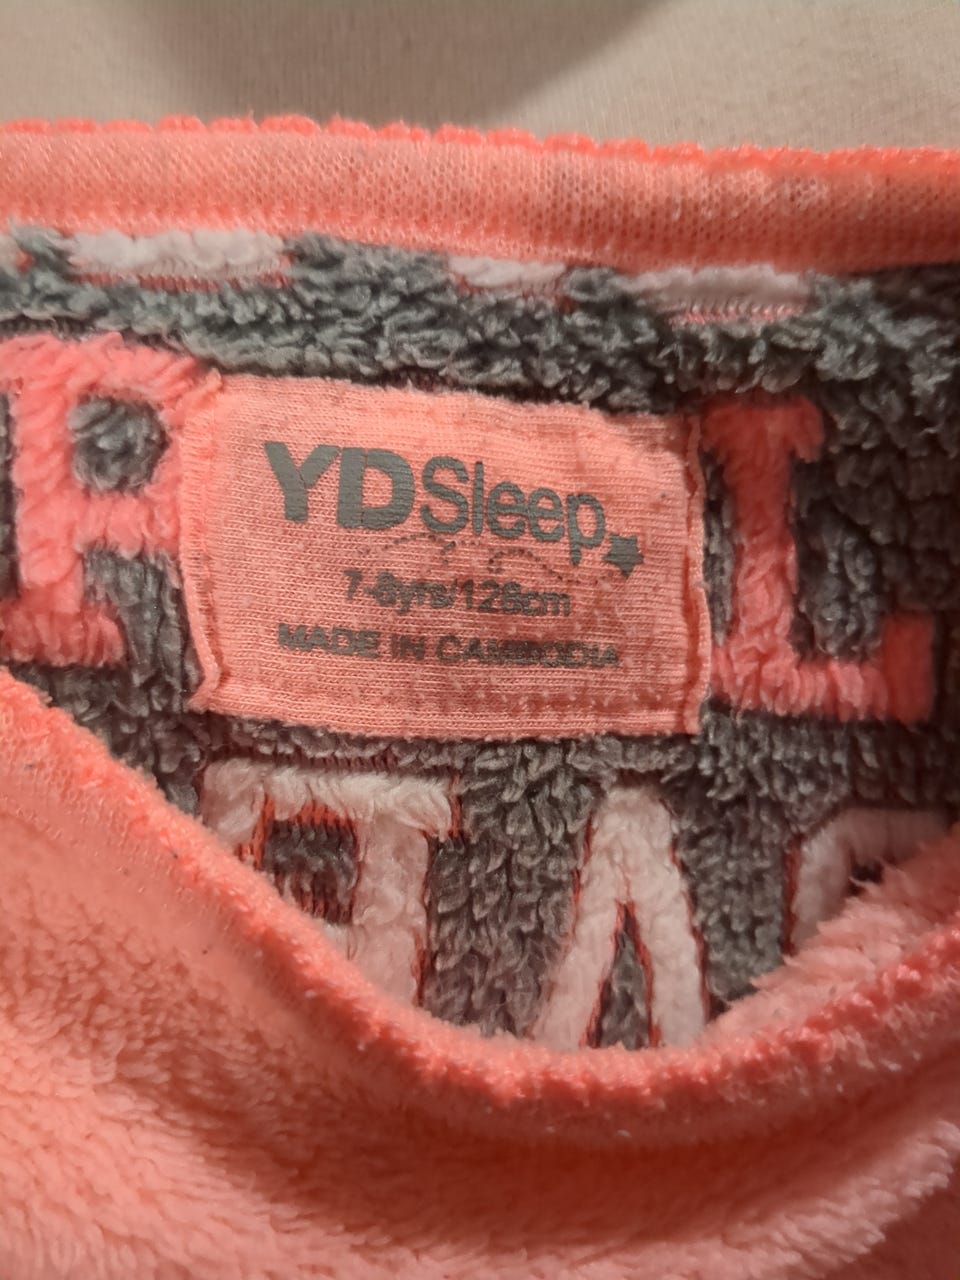 YDSleep
7-8yrs/128cm
MADE IN CAMBODIA
R L